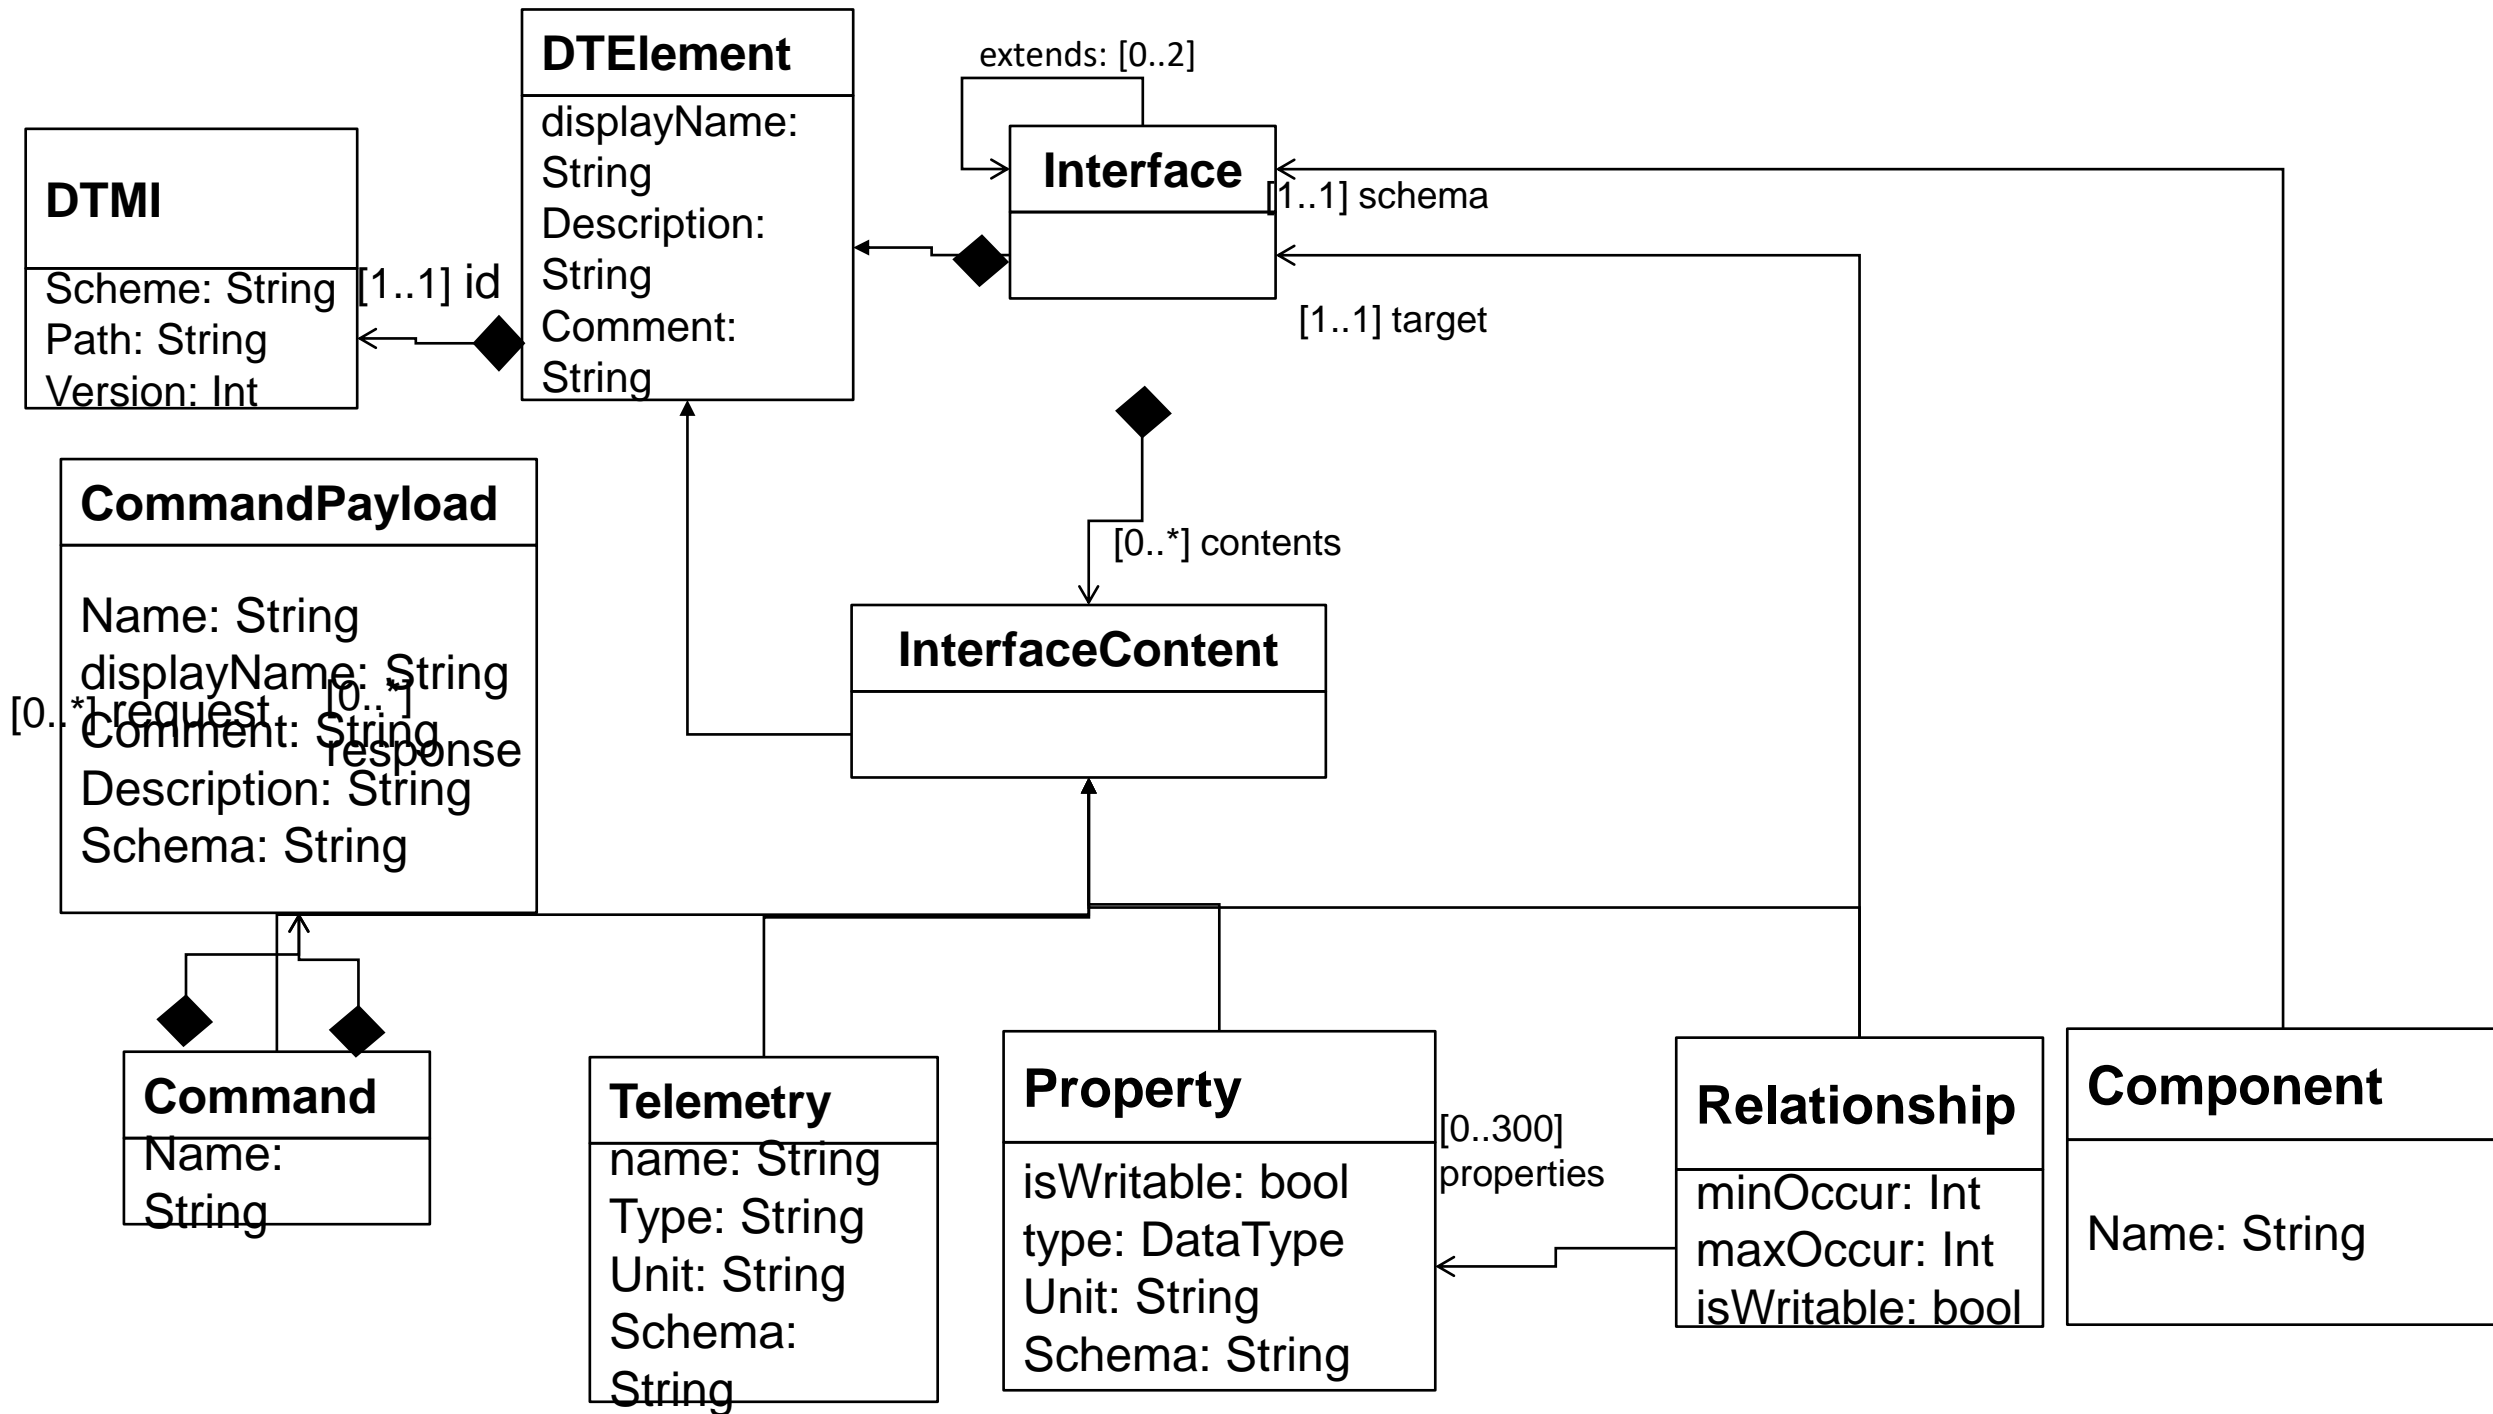 DTElement
displayName:
String
Description:
String
Comment:
String
extends: [0..2]
Interface
[1..1] schema
[1..1] target
DTMI
Scheme: String
Path: String
Version: Int
[1..1] id
CommandPayload
Name: String
displayName: String
Comment: String
Description: String
Schema: String
[0..*] request
[0..*]
response
[0..*] contents
InterfaceContent
Command
Name:
String
Telemetry
name: String
Type: String
Unit: String
Schema:
String
Property
isWritable: bool
type: DataType
Unit: String
Schema: String
[0..300]
properties
Relationship
minOccur: Int
maxOccur: Int
isWritable: bool
Component
Name: String